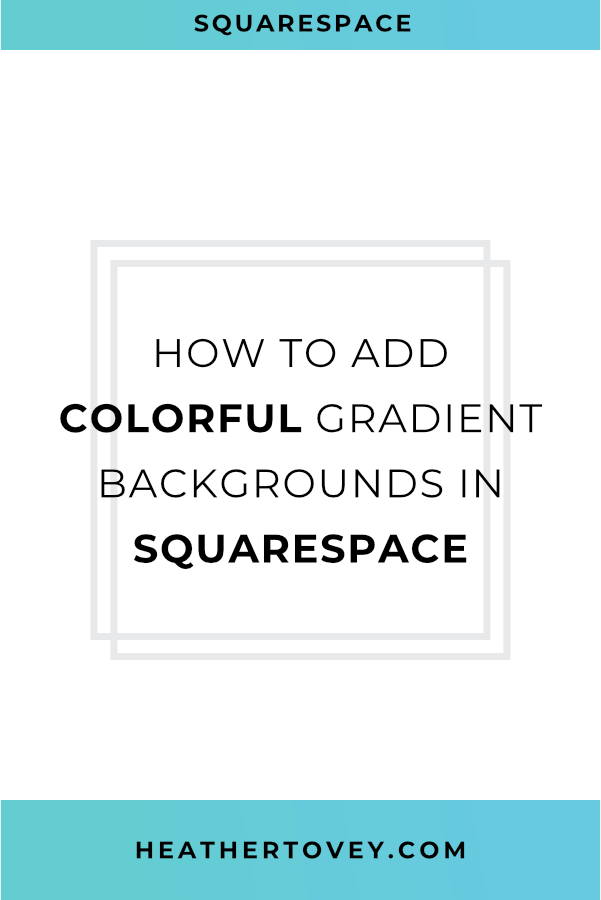 SQUARESPACE
HOW TO ADD
COLORFUL GRADIENT
BACKGROUNDS IN
SQUARESPACE
HEATHERTOVEY.COM